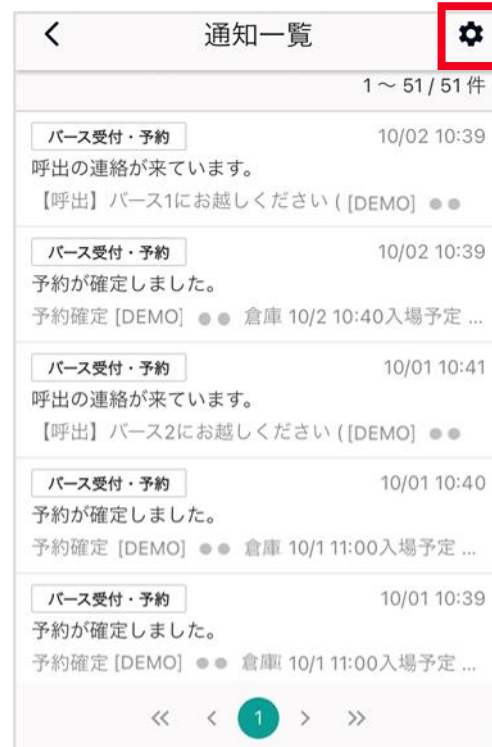 通知一覧
1 ～ 51 / 51 件
バース受付・予約 10/02 10:39
呼出の連絡が来ています。
【呼出】バース1にお越しください ( [DEMO] ●●
バース受付・予約 10/02 10:39
予約が確定しました。
予約確定 [DEMO] ●● 倉庫 10/2 10:40入場予定 ...
バース受付・予約 10/01 10:41
呼出の連絡が来ています。
【呼出】バース2にお越しください ( [DEMO] ●●
バース受付・予約 10/01 10:40
予約が確定しました。
予約確定 [DEMO] ●● 倉庫 10/1 11:00入場予定 ...
バース受付・予約 10/01 10:39
予約が確定しました。
予約確定 [DEMO] ●● 倉庫 10/1 11:00入場予定 ...
« < 1 > »